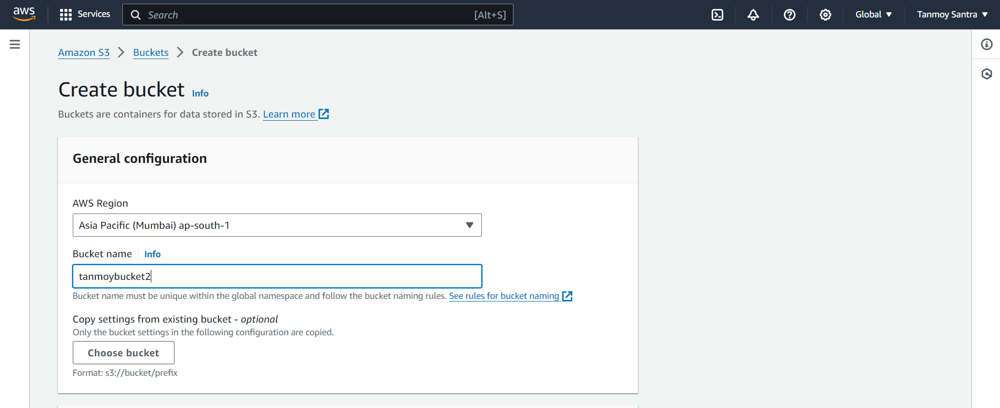 aws Services Search [Alt+S] Global Tanmoy Santra
Amazon S3 Buckets Create bucket
Create bucket Info
Buckets are containers for data stored in S3. Learn more
General configuration
AWS Region
Asia Pacific (Mumbai) ap-south-1
Bucket name Info
tanmoybucket2
Bucket name must be unique within the global namespace and follow the bucket naming rules. See rules for bucket naming
Copy settings from existing bucket - optional
Only the bucket settings in the following configuration are copied.
Choose bucket
Format: s3://bucket/prefix